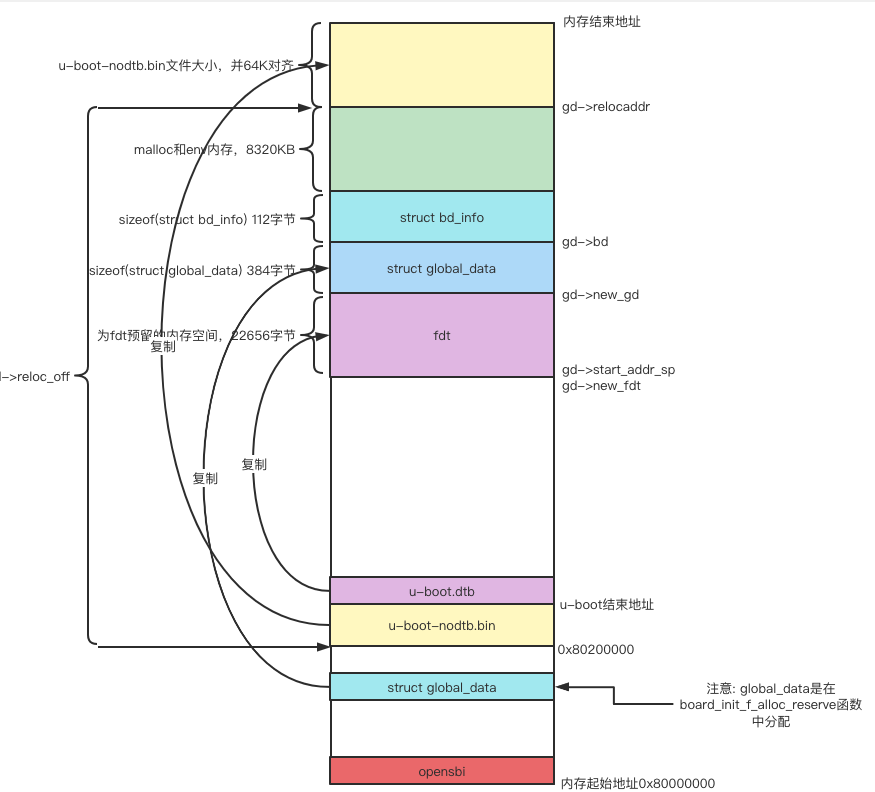 内存结束地址
u-boot-nodtb.bin文件大小，并64K对齐
gd->relocaddr
malloc和env内存，8320KB
sizeof(struct bd_info) 112字节
struct bd_info
gd->bd
sizeof(struct global_data) 384字节
struct global_data
gd->new_gd
为fdt预留的内存空间，22656字节
fdt
复制
->reloc_off
gd->start_addr_sp
gd->new_fdt
复制
复制
u-boot.dtb
u-boot结束地址
u-boot-nodtb.bin
0x80200000
struct global_data
注意: global_data是在
board_init_f_alloc_reserve函数
中分配
opensbi
内存起始地址0x80000000